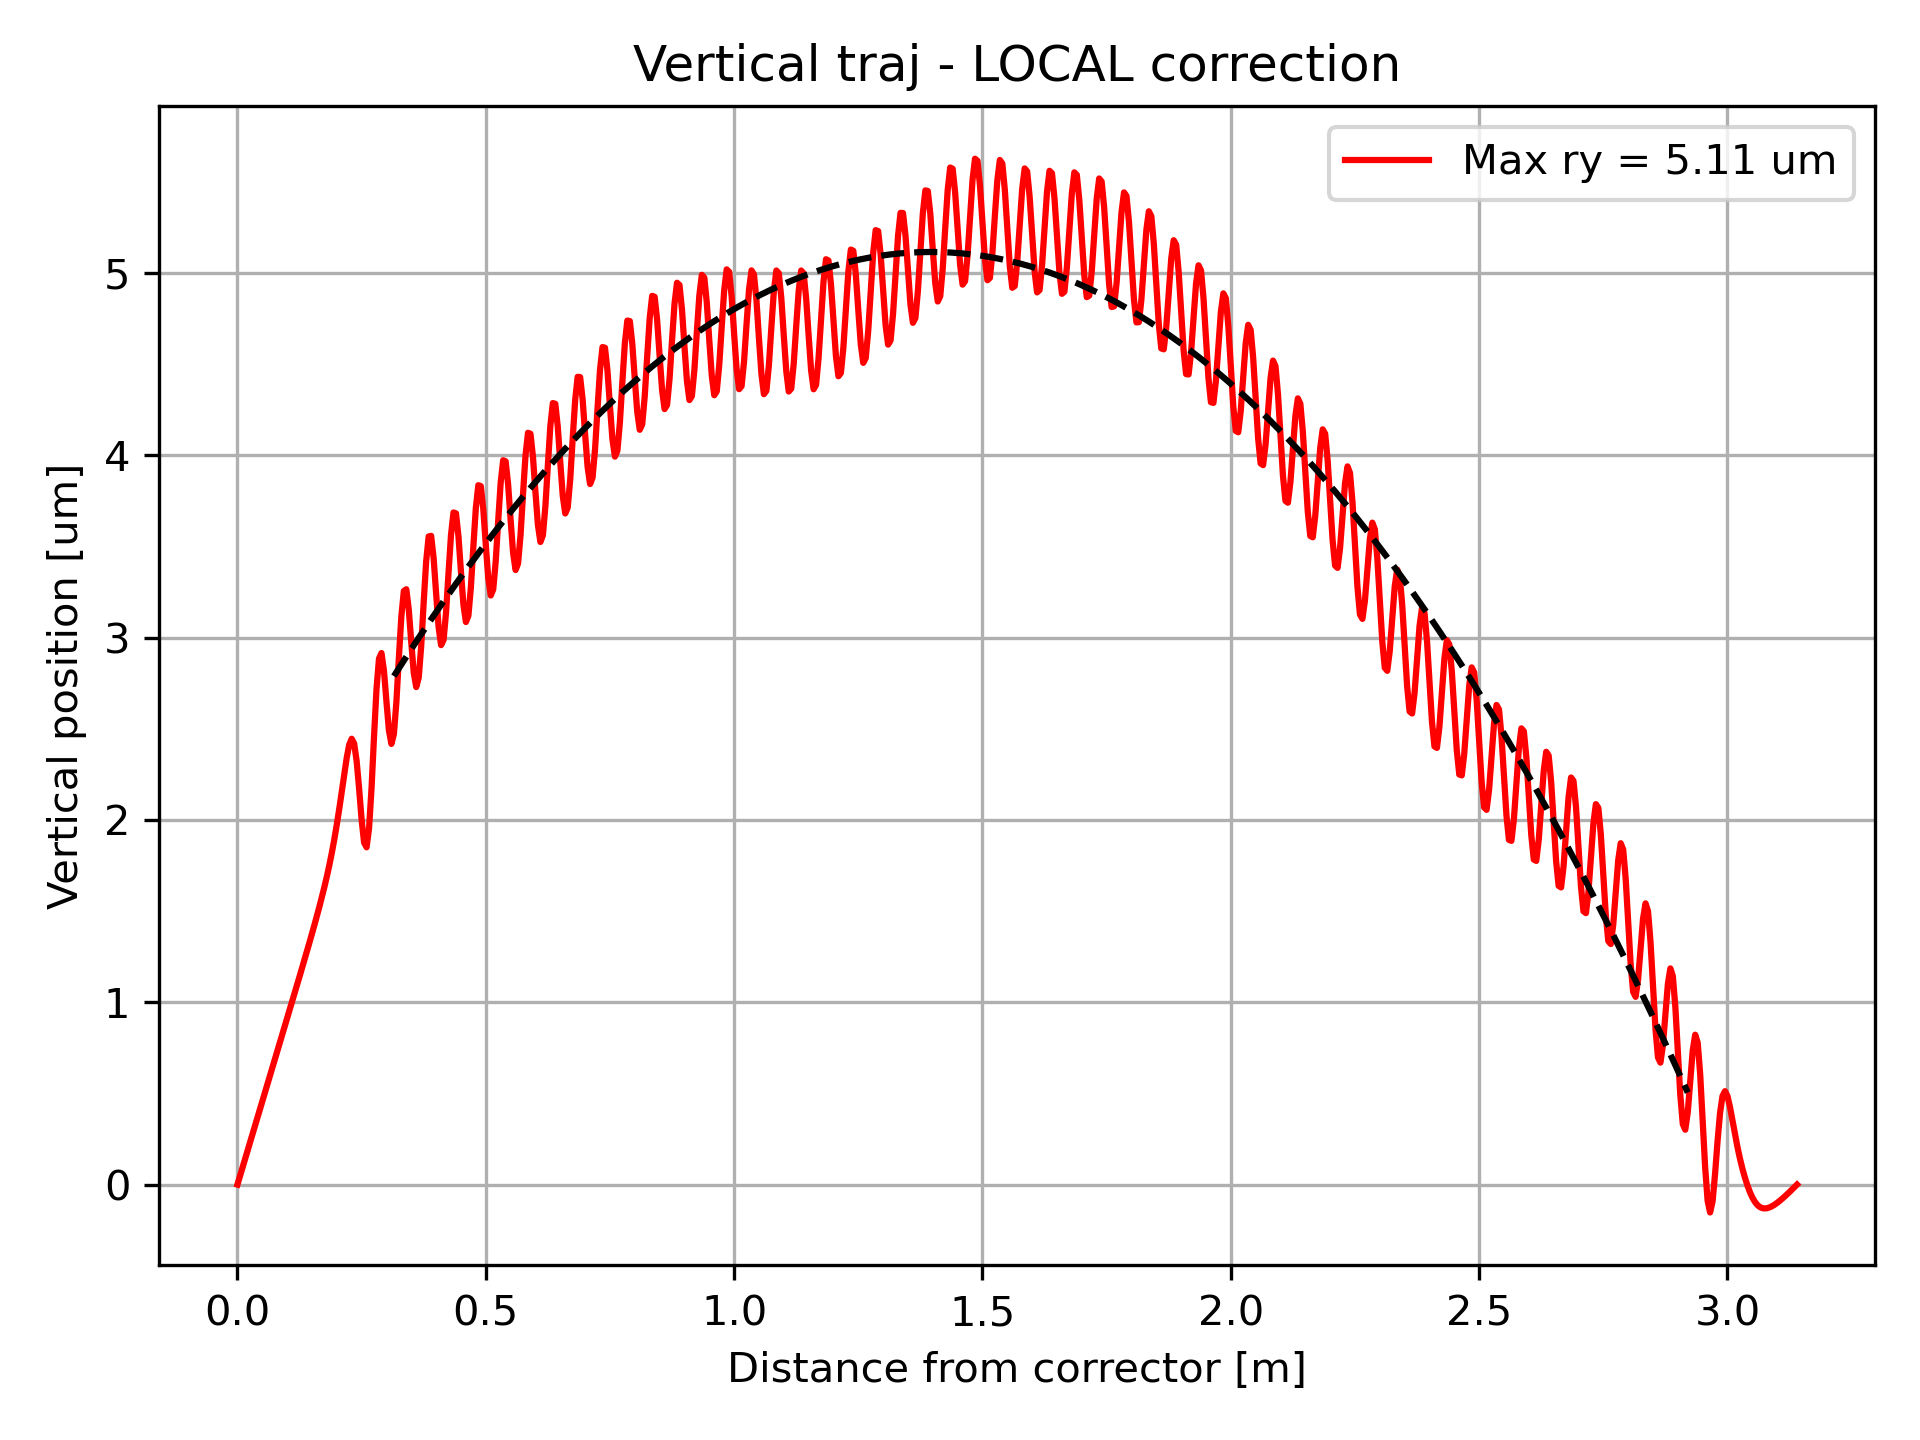 Vertical traj - LOCAL correction
Max ry = 5.11 um
Vertical position [um]
5
4
3
2
1
0
0.0 0.5 1.0 1.5 2.0 2.5 3.0
Distance from corrector [m]